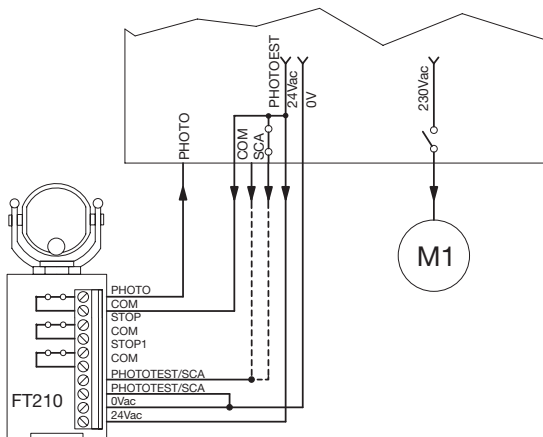 PHOTO
COM
SCA
PHOTOEST
24Vac
0V
230Vac
M1
PHOTO
COM
STOP
COM
STOP1
COM
PHOTOTEST/SCA
PHOTOTEST/SCA
0Vac
24Vac
FT210